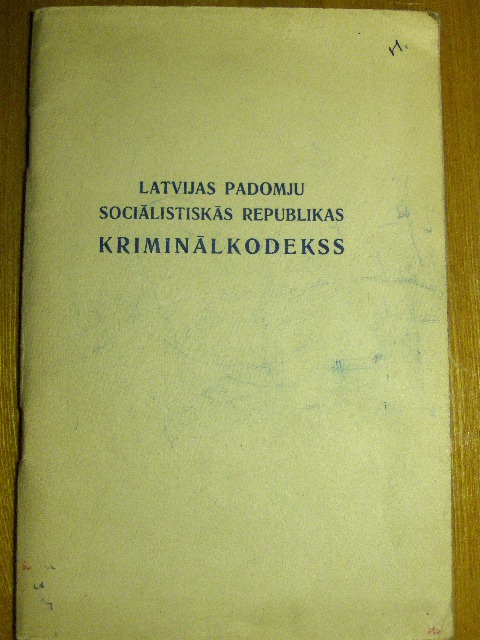 LATVIJAS PADOMJU
SOCIĀLISTISKĀS REPUBLIKAS
KRIMINĀLKODEKSS